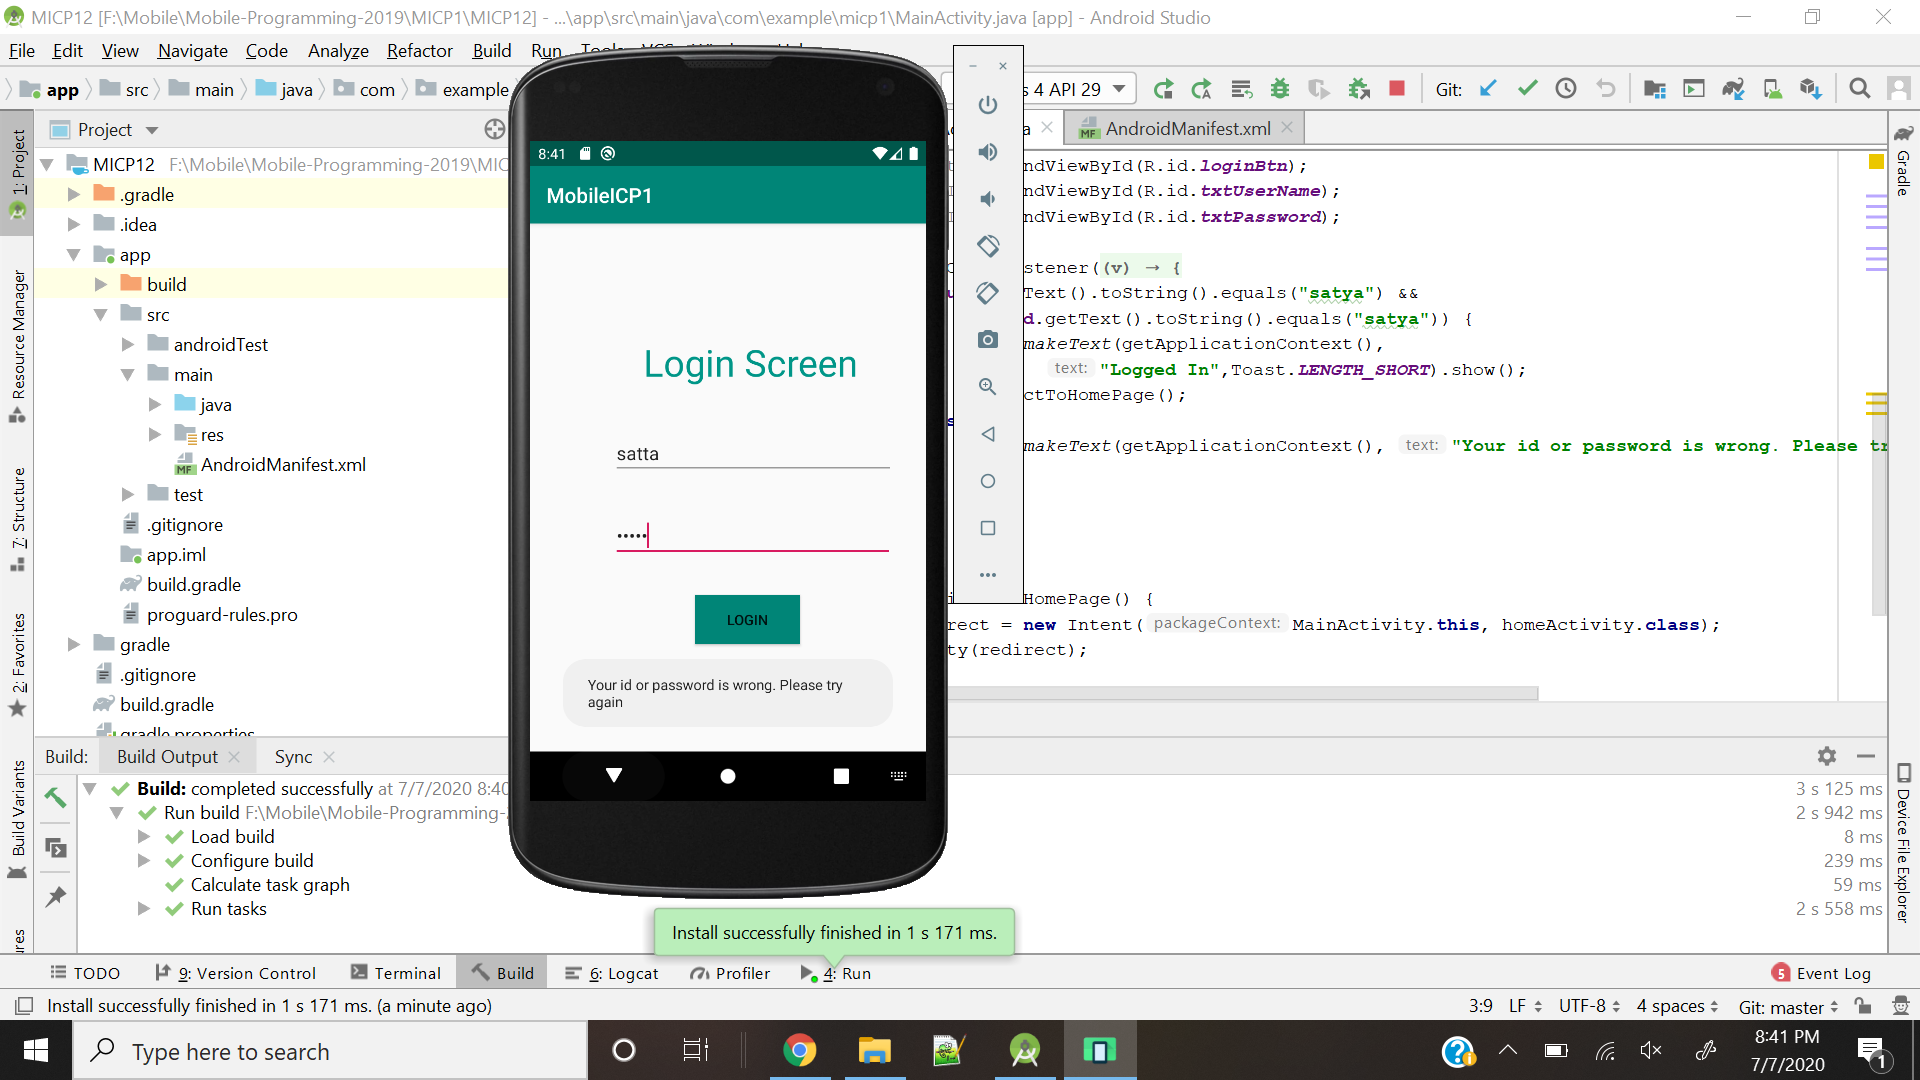 MICP12 [F:\Mobile\Mobile-Programming-2019\MICP1\MICP12] - ...\app\src\main\java\com\example\micp1\MainActivity.java [app] - Android Studio
File Edit View Navigate Code Analyze Refactor Build Run
app src main java com example
4 API 29
Git:
Project
AndroidManifest.xml
MICP12 F:\Mobile\Mobile-Programming-2019\MIC
.gradle
.idea
app
build
src
androidTest
main
java
res
AndroidManifest.xml
test
.gitignore
app.iml
build.gradle
proguard-rules.pro
gradle
.gitignore
build.gradle
gradle.properties
1: Project
Resource Manager
7: Structure
2: Favorites
Build Variants
Gradle
Device File Explorer
8:41
MobileICP1
Login Screen
satta
•••••
LOGIN
Your id or password is wrong. Please try
again
ndViewById(R.id.loginBtn);
ndViewById(R.id.txtUserName);
ndViewById(R.id.txtPassword);
stener((v) → {
Text().toString().equals("satya") &&
d.getText().toString().equals("satya")) {
makeText(getApplicationContext(),
text: "Logged In",Toast.LENGTH_SHORT).show();
ctToHomePage();
makeText(getApplicationContext(), text: "Your id or password is wrong. Please tr
HomePage() {
rect = new Intent( packageContext: MainActivity.this, homeActivity.class);
ty(redirect);
Build: Build Output Sync
Build: completed successfully at 7/7/2020 8:40 3 s 125 ms
Run build F:\Mobile\Mobile-Programming- 2 s 942 ms
Load build 8 ms
Configure build 239 ms
Calculate task graph 59 ms
Run tasks 2 s 558 ms
Install successfully finished in 1 s 171 ms.
TODO 9: Version Control Terminal Build 6: Logcat Profiler 4: Run 5 Event Log
Install successfully finished in 1 s 171 ms. (a minute ago) 3:9 LF UTF-8 4 spaces Git: master
Type here to search
8:41 PM
7/7/2020
1